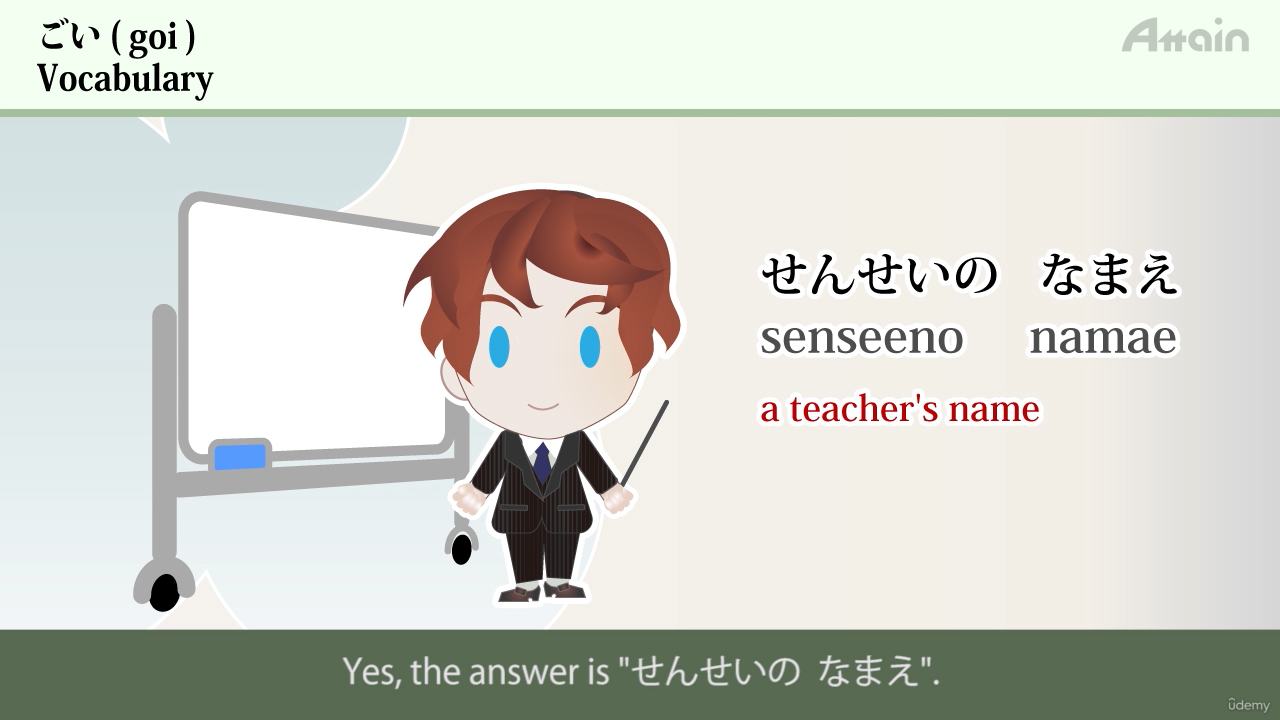 ごい ( goi )
Vocabulary
Attain
せんせいの なまえ
senseeno namae
a teacher's name
Yes, the answer is "せんせいの なまえ".
ûdemy